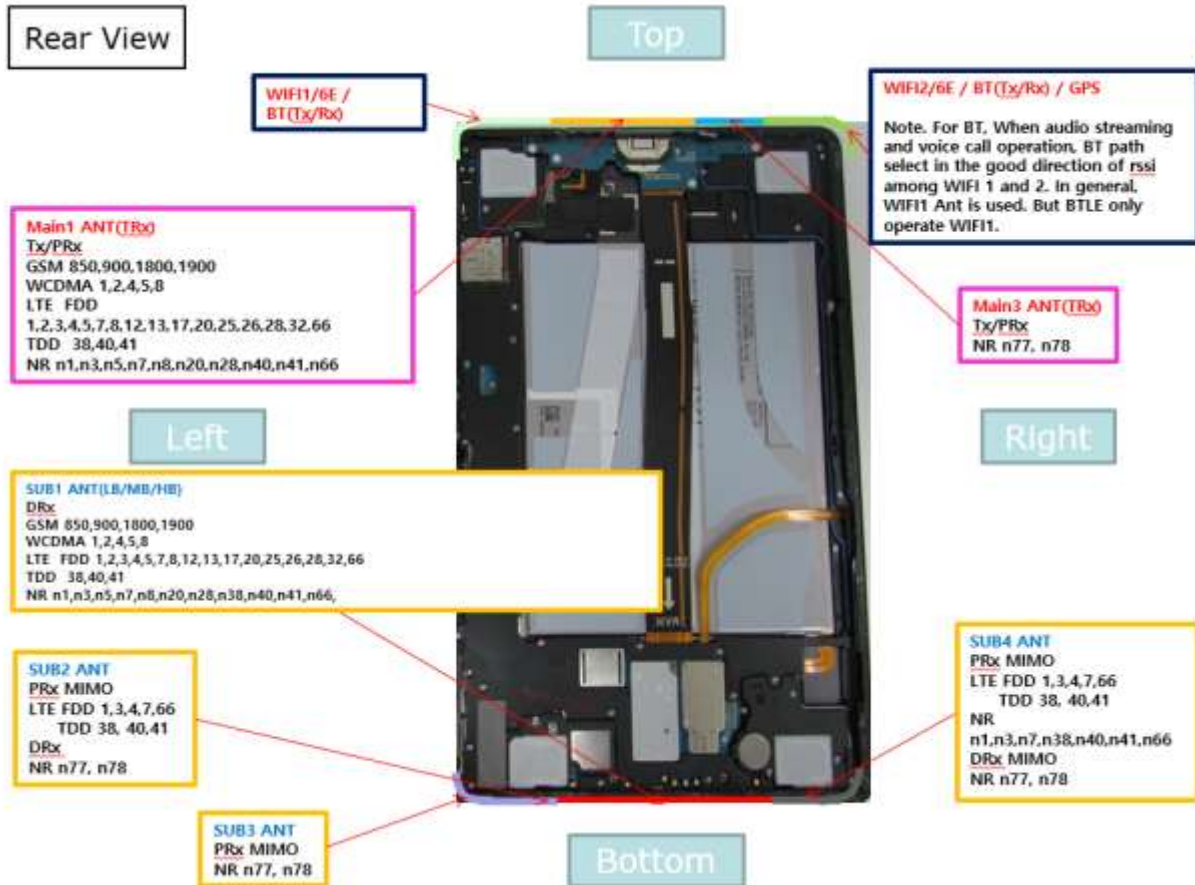 Rear View
Top
WIFI1/6E /
BT(Tx/Rx)
WIFI2/6E / BT(Tx/Rx) / GPS
Note. For BT, When audio streaming
and voice call operation, BT path
select in the good direction of rssi
among WIFI 1 and 2. In general,
WIFI1 Ant is used. But BTLE only
operate WIFI1.
Main1 ANT(TRx)
Tx/PRx
GSM 850,900,1800,1900
WCDMA 1,2,4,5,8
LTE FDD
1,2,3,4,5,7,8,12,13,17,20,25,26,28,32,66
TDD 38,40,41
NR n1,n3,n5,n7,n8,n20,n28,n40,n41,n66
Main3 ANT(TRx)
Tx/PRx
NR n77, n78
Left
Right
SUB1 ANT(LB/MB/HB)
DRx
GSM 850,900,1800,1900
WCDMA 1,2,4,5,8
LTE FDD 1,2,3,4,5,7,8,12,13,17,20,25,26,28,32,66
TDD 38,40,41
NR n1,n3,n5,n7,n8,n20,n28,n38,n40,n41,n66,
SUB2 ANT
PRx MIMO
LTE FDD 1,3,4,7,66
TDD 38, 40,41
DRx
NR n77, n78
SUB4 ANT
PRx MIMO
LTE FDD 1,3,4,7,66
TDD 38, 40,41
NR
n1,n3,n7,n38,n40,n41,n66
DRx MIMO
NR n77, n78
SUB3 ANT
PRx MIMO
NR n77, n78
Bottom